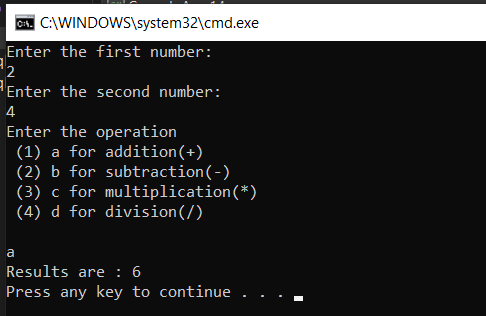 C:\WINDOWS\system32\cmd.exe
Enter the first number:
2
Enter the second number:
4
Enter the operation
(1) a for addition(+)
(2) b for subtraction(-)
(3) c for multiplication(*)
(4) d for division(/)
a
Results are : 6
Press any key to continue . . .